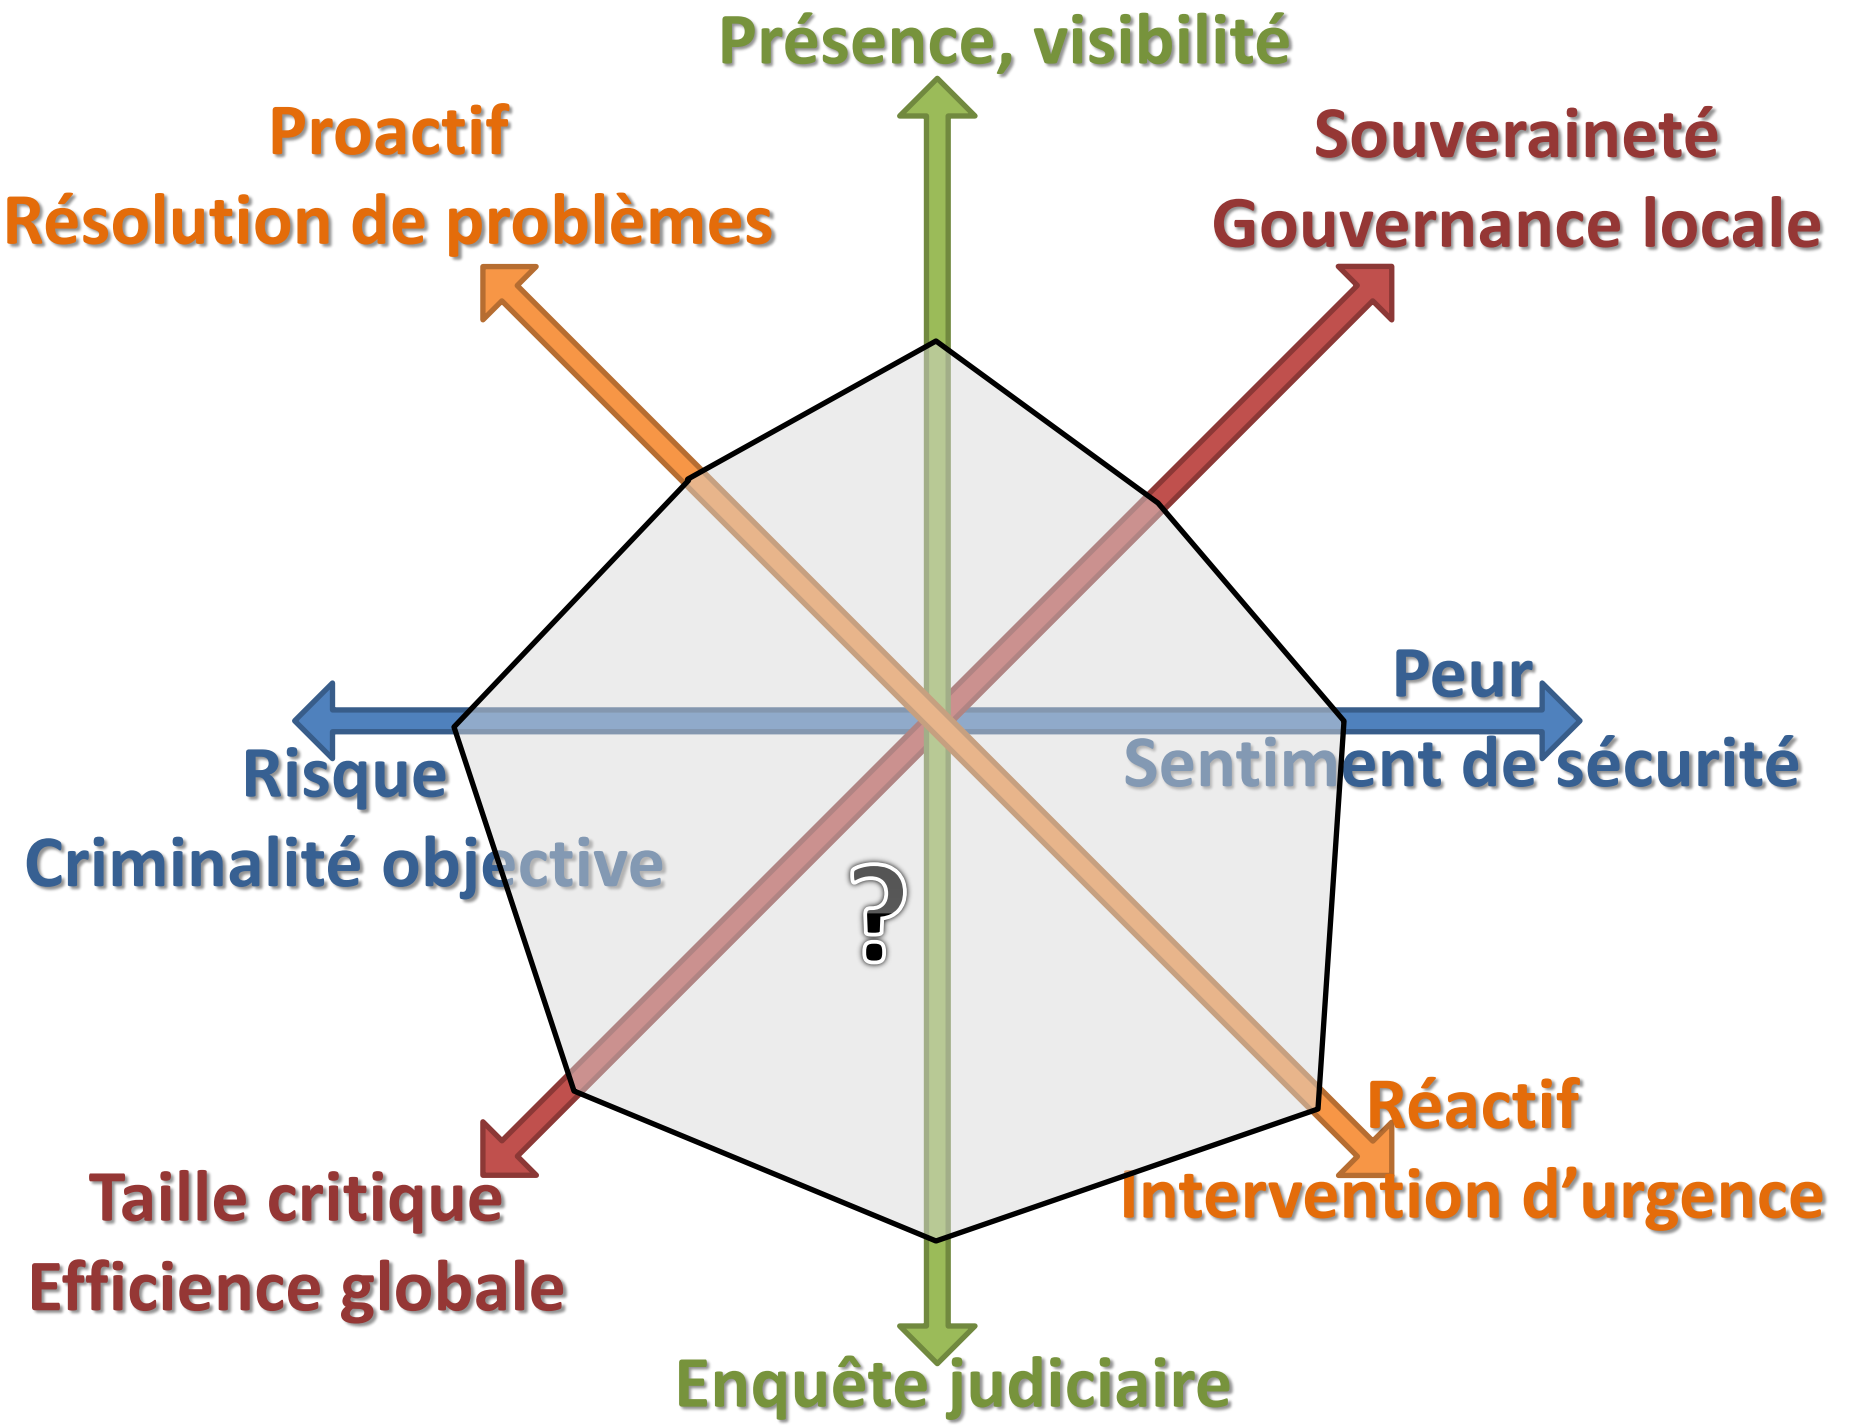 Présence, visibilité
Proactif
Résolution de problèmes
Souveraineté
Gouvernance locale
Peur
Sentiment de sécurité
Risque
Criminalité objective
?
Réactif
Intervention d’urgence
Taille critique
Efficience globale
Enquête judiciaire